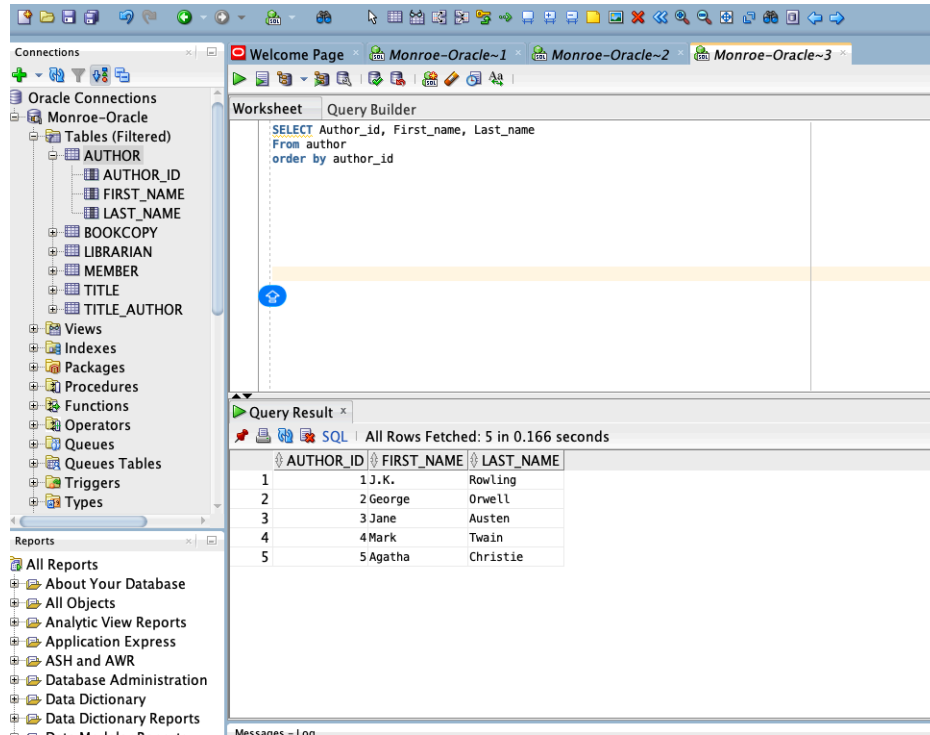 Connections
Oracle Connections
Monroe-Oracle
Tables (Filtered)
AUTHOR
AUTHOR_ID
FIRST_NAME
LAST_NAME
BOOKCOPY
LIBRARIAN
MEMBER
TITLE
TITLE_AUTHOR
Views
Indexes
Packages
Procedures
Functions
Operators
Queues
Queues Tables
Triggers
Types
Reports
All Reports
About Your Database
All Objects
Analytic View Reports
Application Express
ASH and AWR
Database Administration
Data Dictionary
Data Dictionary Reports
Welcome Page Monroe-Oracle~1 Monroe-Oracle~2 Monroe-Oracle~3
Worksheet Query Builder
SELECT Author_id, First_name, Last_name
From author
order by author_id
Query Result
SQL All Rows Fetched: 5 in 0.166 seconds
AUTHOR_ID FIRST_NAME LAST_NAME
1 1 J.K. Rowling
2 2 George Orwell
3 3 Jane Austen
4 4 Mark Twain
5 5 Agatha Christie
Messages - Log